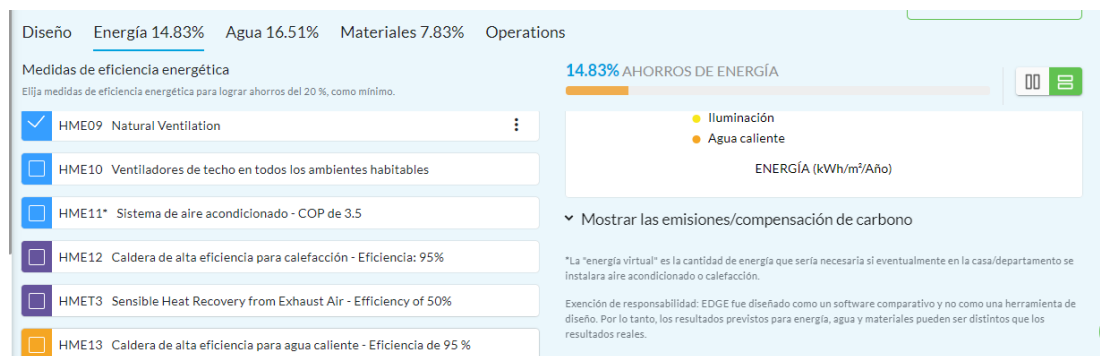 Diseño Energía 14.83% Agua 16.51% Materiales 7.83% Operations
Medidas de eficiencia energética
Elija medidas de eficiencia energética para lograr ahorros del 20 %, como mínimo.
HME09 Natural Ventilation
HME10 Ventiladores de techo en todos los ambientes habitables
HME11* Sistema de aire acondicionado - COP de 3.5
HME12 Caldera de alta eficiencia para calefacción - Eficiencia: 95%
HMET3 Sensible Heat Recovery from Exhaust Air - Efficiency of 50%
HME13 Caldera de alta eficiencia para agua caliente - Eficiencia de 95 %
14.83% AHORROS DE ENERGÍA
Iluminación
Agua caliente
ENERGÍA (kWh/m²/Año)
Mostrar las emisiones/compensación de carbono
*La "energía virtual" es la cantidad de energía que sería necesaria si eventualmente en la casa/departamento se
instalara aire acondicionado o calefacción.
Exención de responsabilidad: EDGE fue diseñado como un software comparativo y no como una herramienta de
diseño. Por lo tanto, los resultados previstos para energía, agua y materiales pueden ser distintos que los
resultados reales.